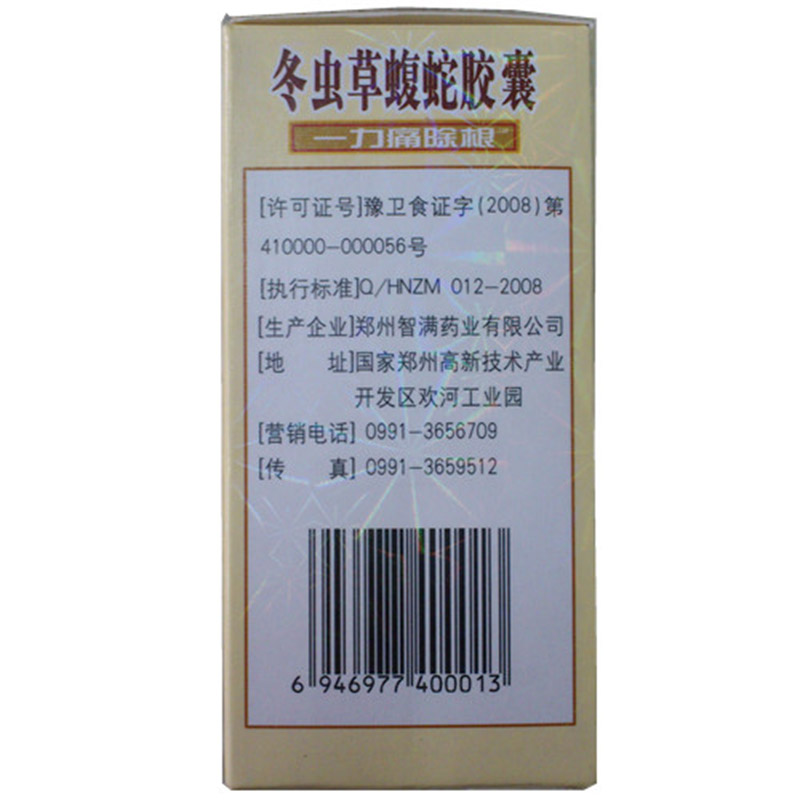 冬虫草蝮蛇胶囊
一力痛除根
[许可证号]豫卫食证字(2008)第
410000-000056号
[执行标准]Q/HNZM 012-2008
[生产企业]郑州智满药业有限公司
[地 址]国家郑州高新技术产业
开发区欢河工业园
[营销电话] 0991-3656709
[传 真] 0991-3659512
6 946977 400013